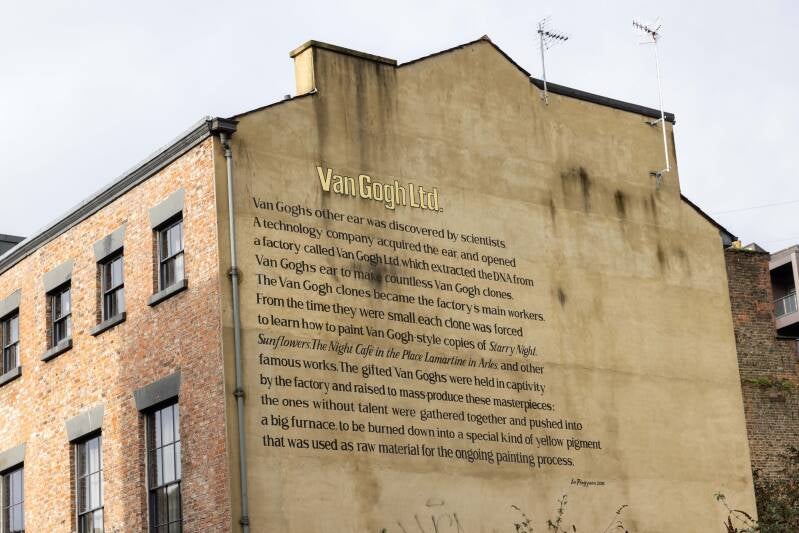 Van Gogh Ltd.
Van Gogh's other ear was discovered by scientists.
A technology company acquired the ear and opened
a factory called Van Gogh Ltd. which extracted the DNA from
Van Gogh's ear to make countless Van Gogh clones.
The Van Gogh clones became the factory's main workers.
From the time they were small each clone was forced
to learn how to paint Van Gogh-style copies of Starry Night,
Sunflowers, The Night Café in the Place Lamartine in Arles, and other
famous works. The gifted Van Goghs were held in captivity
by the factory and raised to mass produce these masterpieces:
the ones without talent were gathered together and pushed into
a big furnace, to be burned down into a special kind of yellow pigment
that was used as raw material for the ongoing painting process.